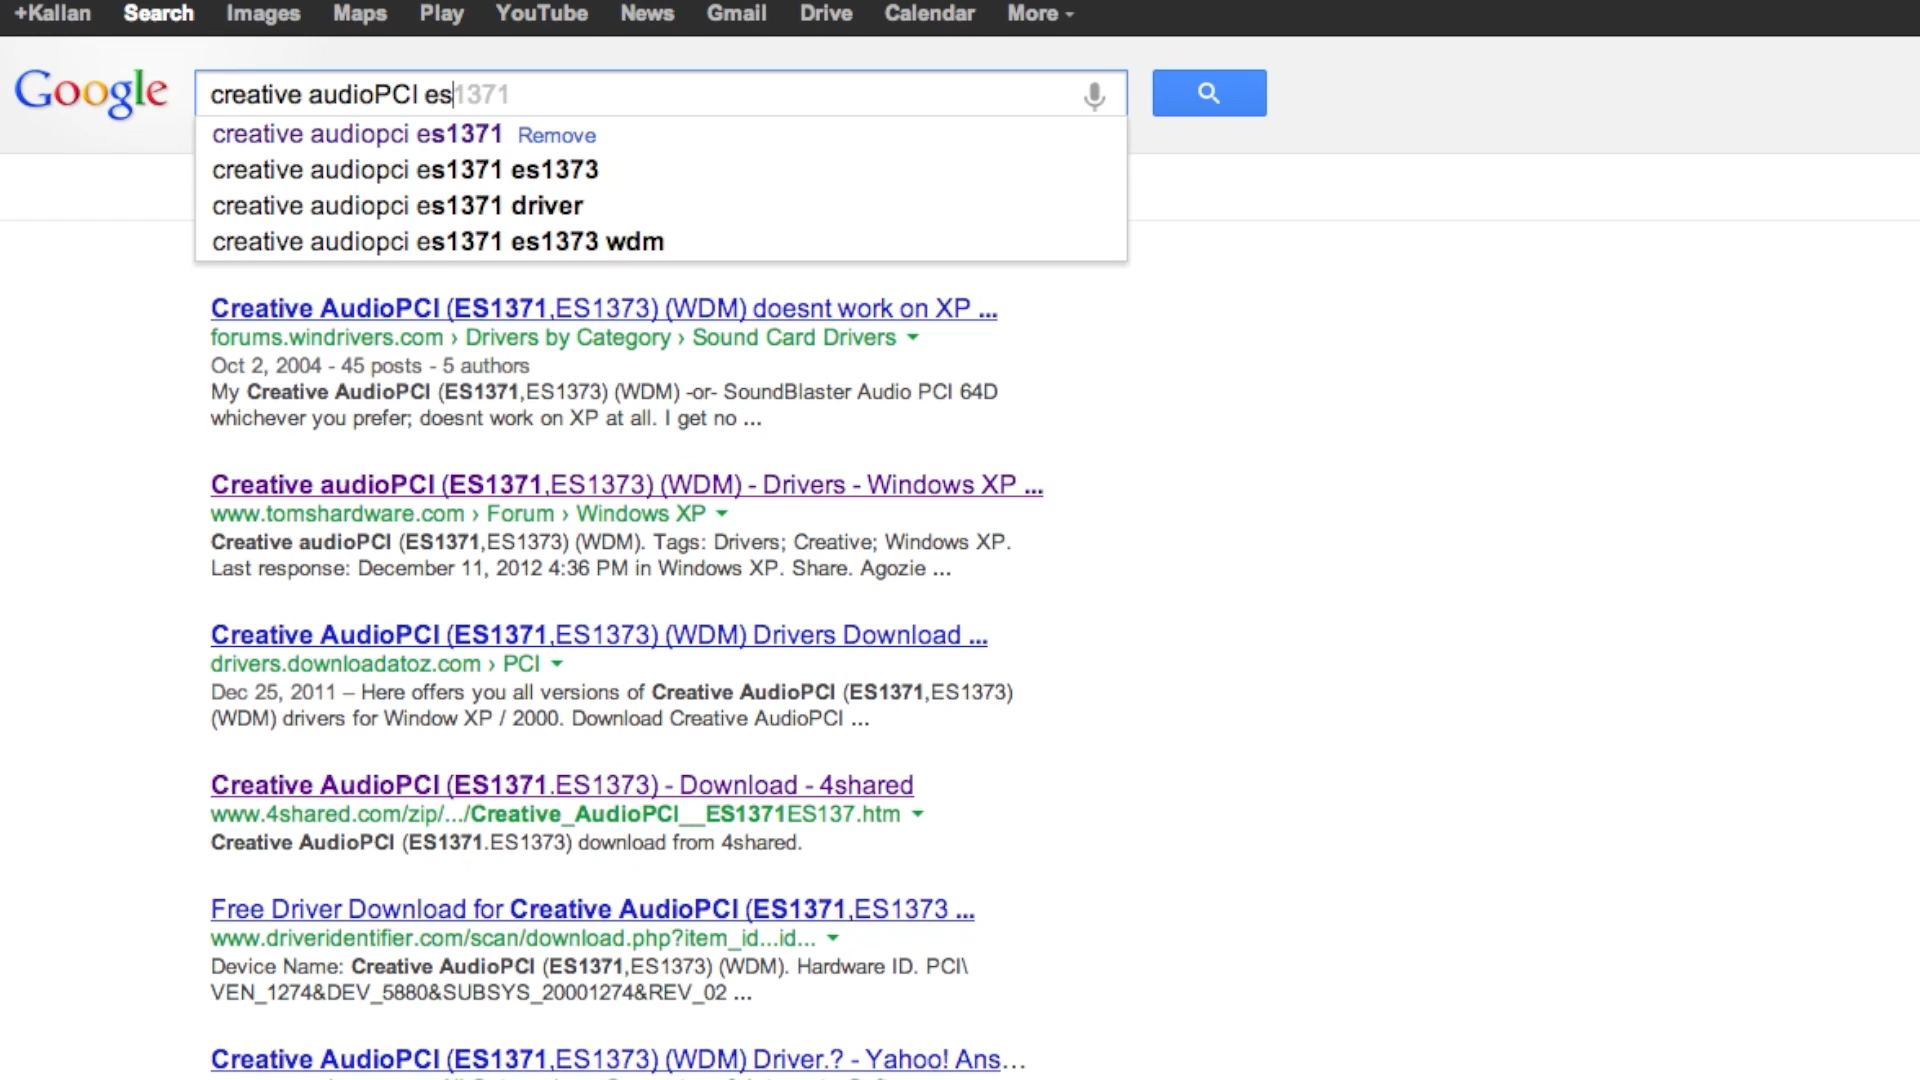 +Kallan Search Images Maps Play YouTube News Gmail Drive Calendar More
Google
creative audioPCI es1371
creative audiopci es1371 Remove
creative audiopci es1371 es1373
creative audiopci es1371 driver
creative audiopci es1371 es1373 wdm
Creative AudioPCI (ES1371,ES1373) (WDM) doesnt work on XP ...
forums.windrivers.com › Drivers by Category › Sound Card Drivers
Oct 2, 2004 - 45 posts - 5 authors
My Creative AudioPCI (ES1371,ES1373) (WDM) -or- SoundBlaster Audio PCI 64D
whichever you prefer; doesnt work on XP at all. I get no ...
Creative audioPCI (ES1371,ES1373) (WDM) - Drivers - Windows XP ...
www.tomshardware.com › Forum › Windows XP
Creative audioPCI (ES1371,ES1373) (WDM). Tags: Drivers; Creative; Windows XP.
Last response: December 11, 2012 4:36 PM in Windows XP. Share. Agozie ...
Creative AudioPCI (ES1371,ES1373) (WDM) Drivers Download ...
drivers.downloadatoz.com › PCI
Dec 25, 2011 – Here offers you all versions of Creative AudioPCI (ES1371,ES1373)
(WDM) drivers for Window XP / 2000. Download Creative AudioPCI ...
Creative AudioPCI (ES1371.ES1373) - Download - 4shared
www.4shared.com/zip/.../Creative_AudioPCI__ES1371ES137.htm
Creative AudioPCI (ES1371.ES1373) download from 4shared.
Free Driver Download for Creative AudioPCI (ES1371,ES1373 ...
www.driveridentifier.com/scan/download.php?item_id...id...
Device Name: Creative AudioPCI (ES1371,ES1373) (WDM). Hardware ID. PCI\
VEN_1274&DEV_5880&SUBSYS_20001274&REV_02 ...
Creative AudioPCI (ES1371,ES1373) (WDM) Driver.? - Yahoo! Ans...